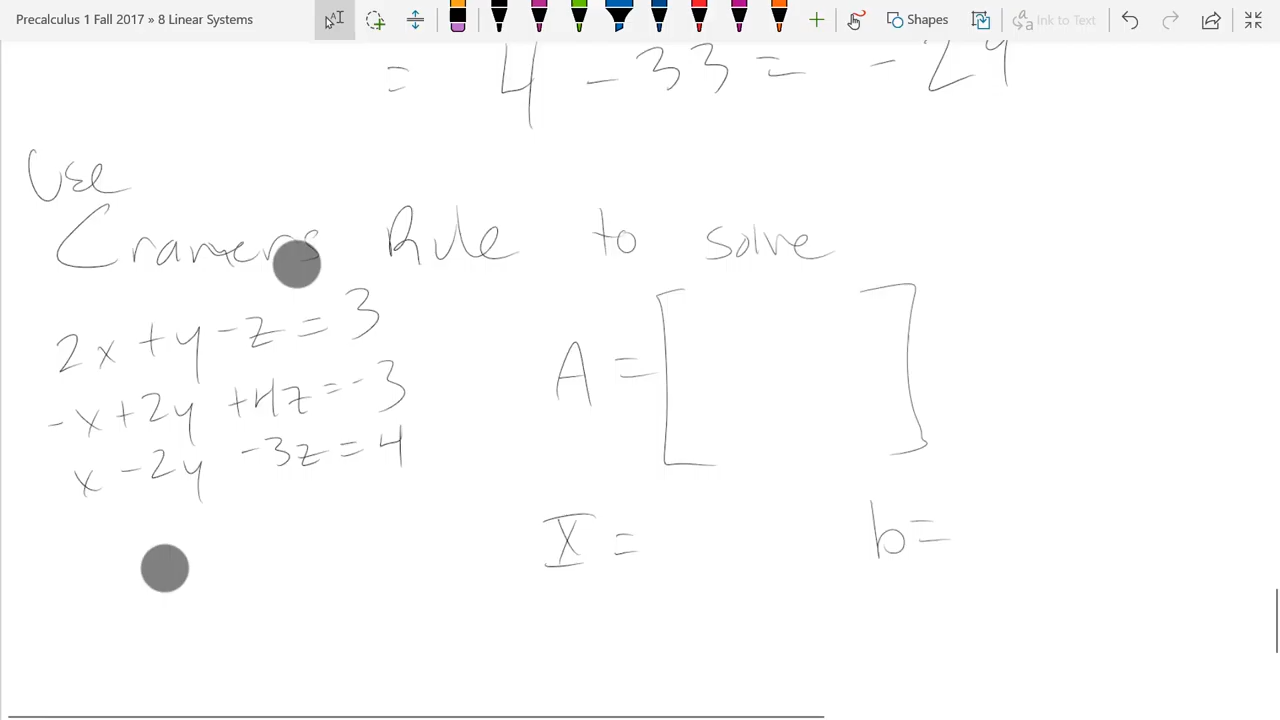 Precalculus 1 Fall 2017 » 8 Linear Systems
Shapes
Ink to Text
= 4 - 33 = -29
Use
Cramers Rule to solve
2x + y - z = 3
-x + 2y + 4z = -3
x - 2y - 3z = 4
A = [ ]
X =
b =